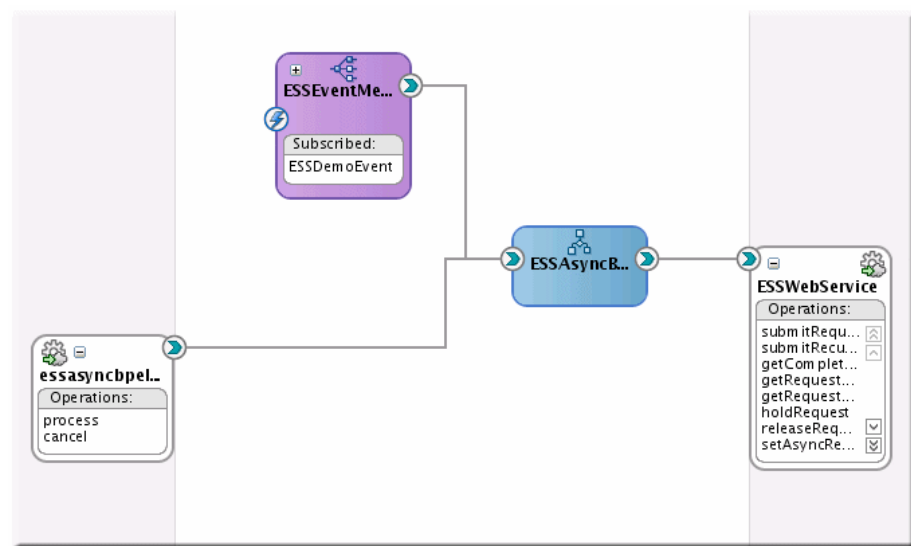 ESSEventMe...
Subscribed:
ESSDemoEvent
ESSAsyncB...
ESSWebService
Operations:
submitRequ...
submitRecu...
getComplet...
getRequest...
getRequest...
holdRequest
releaseReq...
setAsyncRe...
essasyncbpel...
Operations:
process
cancel